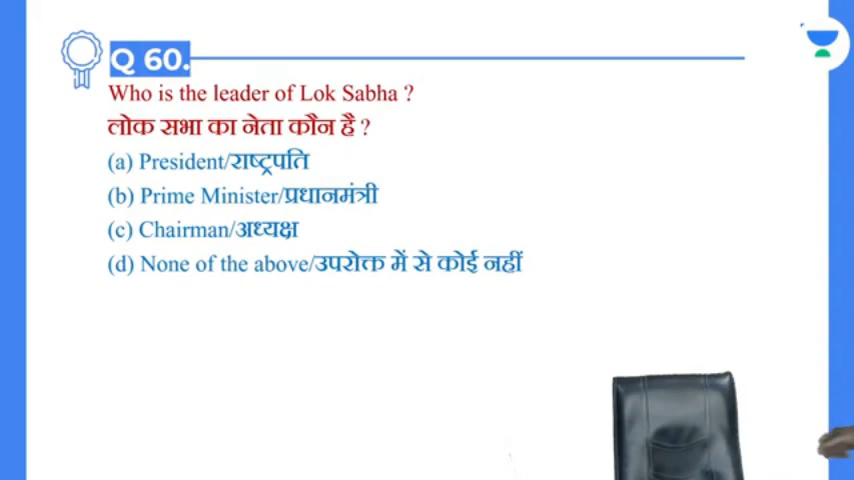 Q 60.
Who is the leader of Lok Sabha ?
लोक सभा का नेता कौन है ?
(a) President/राष्ट्रपति
(b) Prime Minister/प्रधानमंत्री
(c) Chairman/अध्यक्ष
(d) None of the above/उपरोक्त में से कोई नहीं